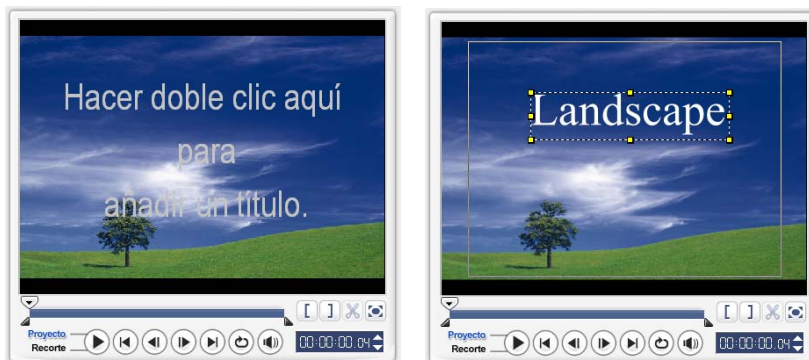 Hacer doble clic aquí
para
añadir un título.
Proyecto
Recorte
00:00:00.04
Landscape
Proyecto
Recorte
00:00:00.04